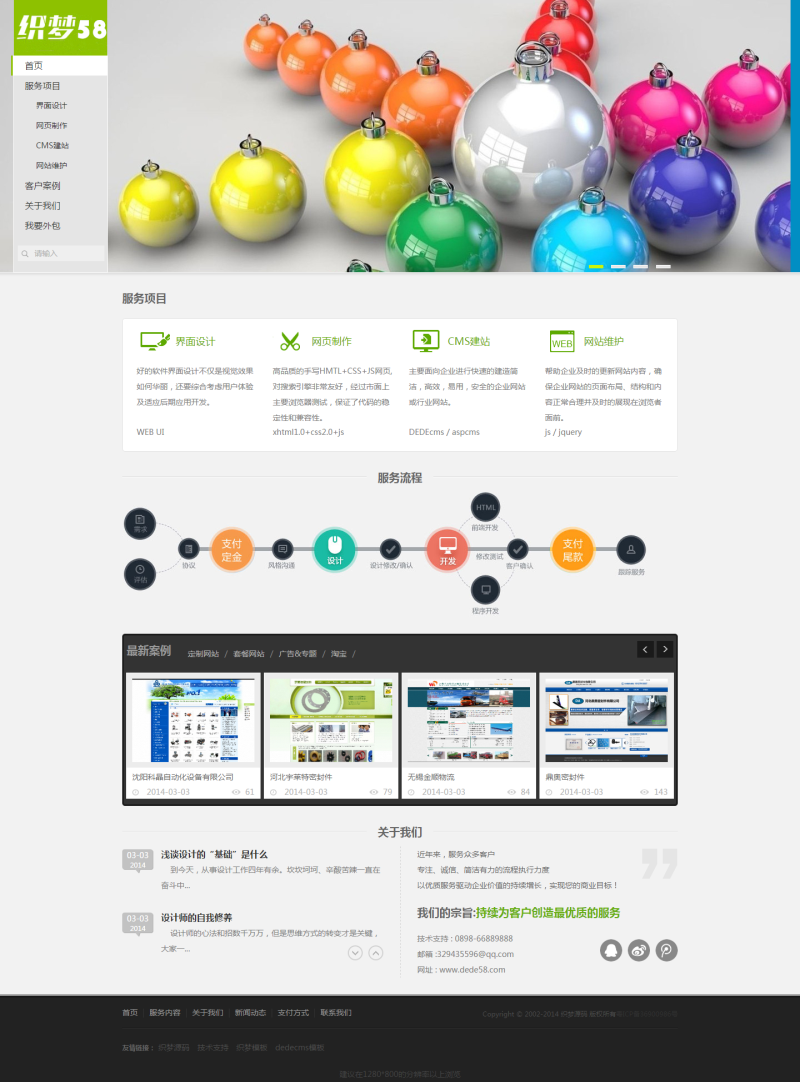 织梦58
首页
服务项目
界面设计
网页制作
CMS建站
网站维护
客户案例
关于我们
我要外包
请输入
服务项目
界面设计
好的软件界面设计不仅是视觉效果
如何华丽，还要综合考虑用户体验
及适应后期应用开发。
WEB UI
网页制作
高品质的手写HMTL+CSS+JS网页,
对搜索引擎非常友好，经过市面上
主要浏览器测试，保证了代码的稳
定性和兼容性。
xhtml1.0+css2.0+js
CMS建站
主要面向企业进行快速的建造简
洁，高效，易用，安全的企业网站
或行业网站。
DEDEcms / aspcms
WEB
网站维护
帮助企业及时的更新网站内容，确
保企业网站的页面布局、结构和内
容正常合理并及时的展现在浏览者
面前。
js / jquery
服务流程
需求
评估
协议
支付
定金
风格沟通
设计
设计修改/确认
开发
HTML
前端开发
修改测试
程序开发
客户确认
支付
尾款
跟踪服务
最新案例
定制网站 / 套餐网站 / 广告&专题 / 淘宝 /
沈阳科晶自动化设备有限公司
2014-03-03 61
河北宇莱特密封件
2014-03-03 79
无锡金顺物流
2014-03-03 84
鼎奥密封件
2014-03-03 143
关于我们
03-03
2014
浅谈设计的“基础”是什么
到今天，从事设计工作四年有余。坎坎坷坷、辛酸苦辣一直在
奋斗中...
03-03
2014
设计师的自我修养
设计师的心法和招数千万万，但是思维方式的转变才是关键，
大家一...
近年来，服务众多客户
专注、诚信、简洁有力的流程执行力度
以优质服务驱动企业价值的持续增长，实现您的商业目标！
我们的宗旨:持续为客户创造最优质的服务
技术支持 : 0898-66889888
邮箱 :329435596@qq.com
网址 : www.dede58.com
首页 服务内容 关于我们 新闻动态 支付方式 联系我们
Copyright © 2002-2014 织梦源码 版权所有
友情链接： 织梦源码 技术支持 织梦模板 dedecms模板
建议在1280*800的分辨率以上浏览